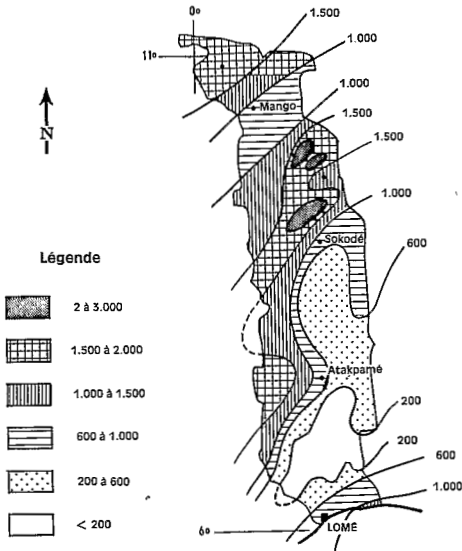 0°
1.500
11°
1.000
1.000
Mango
1.500
N
1.500
1.000
Sokodé
600
Légende
2 à 3.000
1.500 à 2.000
1.000 à 1.500
Atakpamé
200
600 à 1.000
200
600
200 à 600
1.000
< 200
6°
LOMÉ